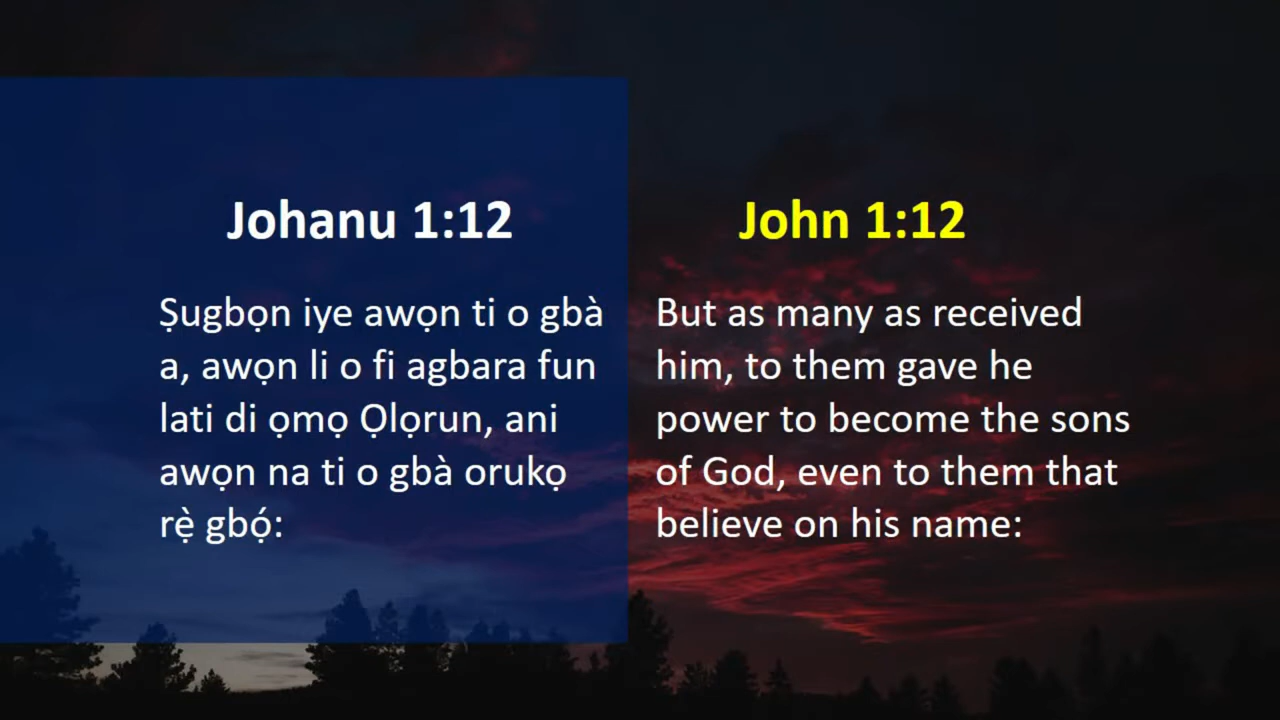 Johanu 1:12
Ṣugbọn iye awọn ti o gbà
a, awọn li o fi agbara fun
lati di ọmọ Ọlọrun, ani
awọn na ti o gbà orukọ
rẹ̀ gbọ́:
John 1:12
But as many as received
him, to them gave he
power to become the sons
of God, even to them that
believe on his name: